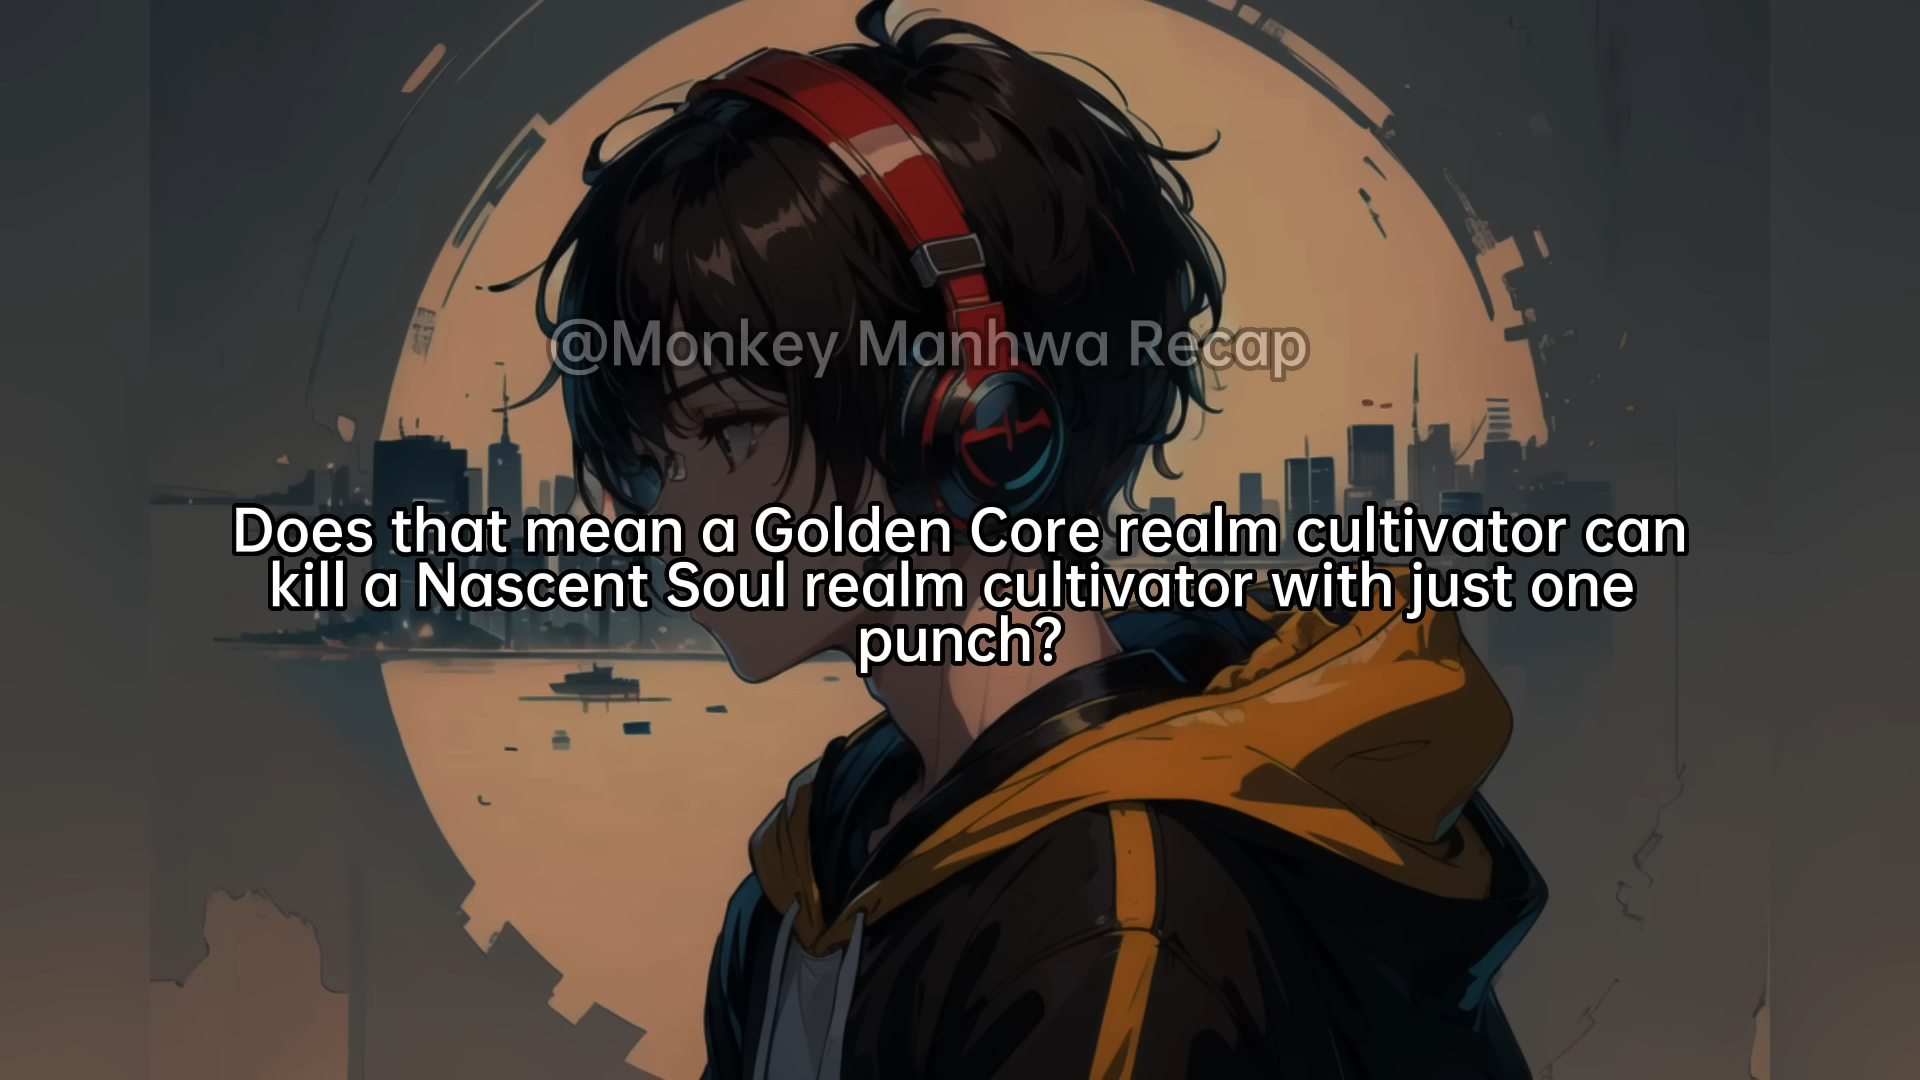 @Monkey Manhwa Recap
Does that mean a Golden Core realm cultivator can
kill a Nascent Soul realm cultivator with just one
punch?